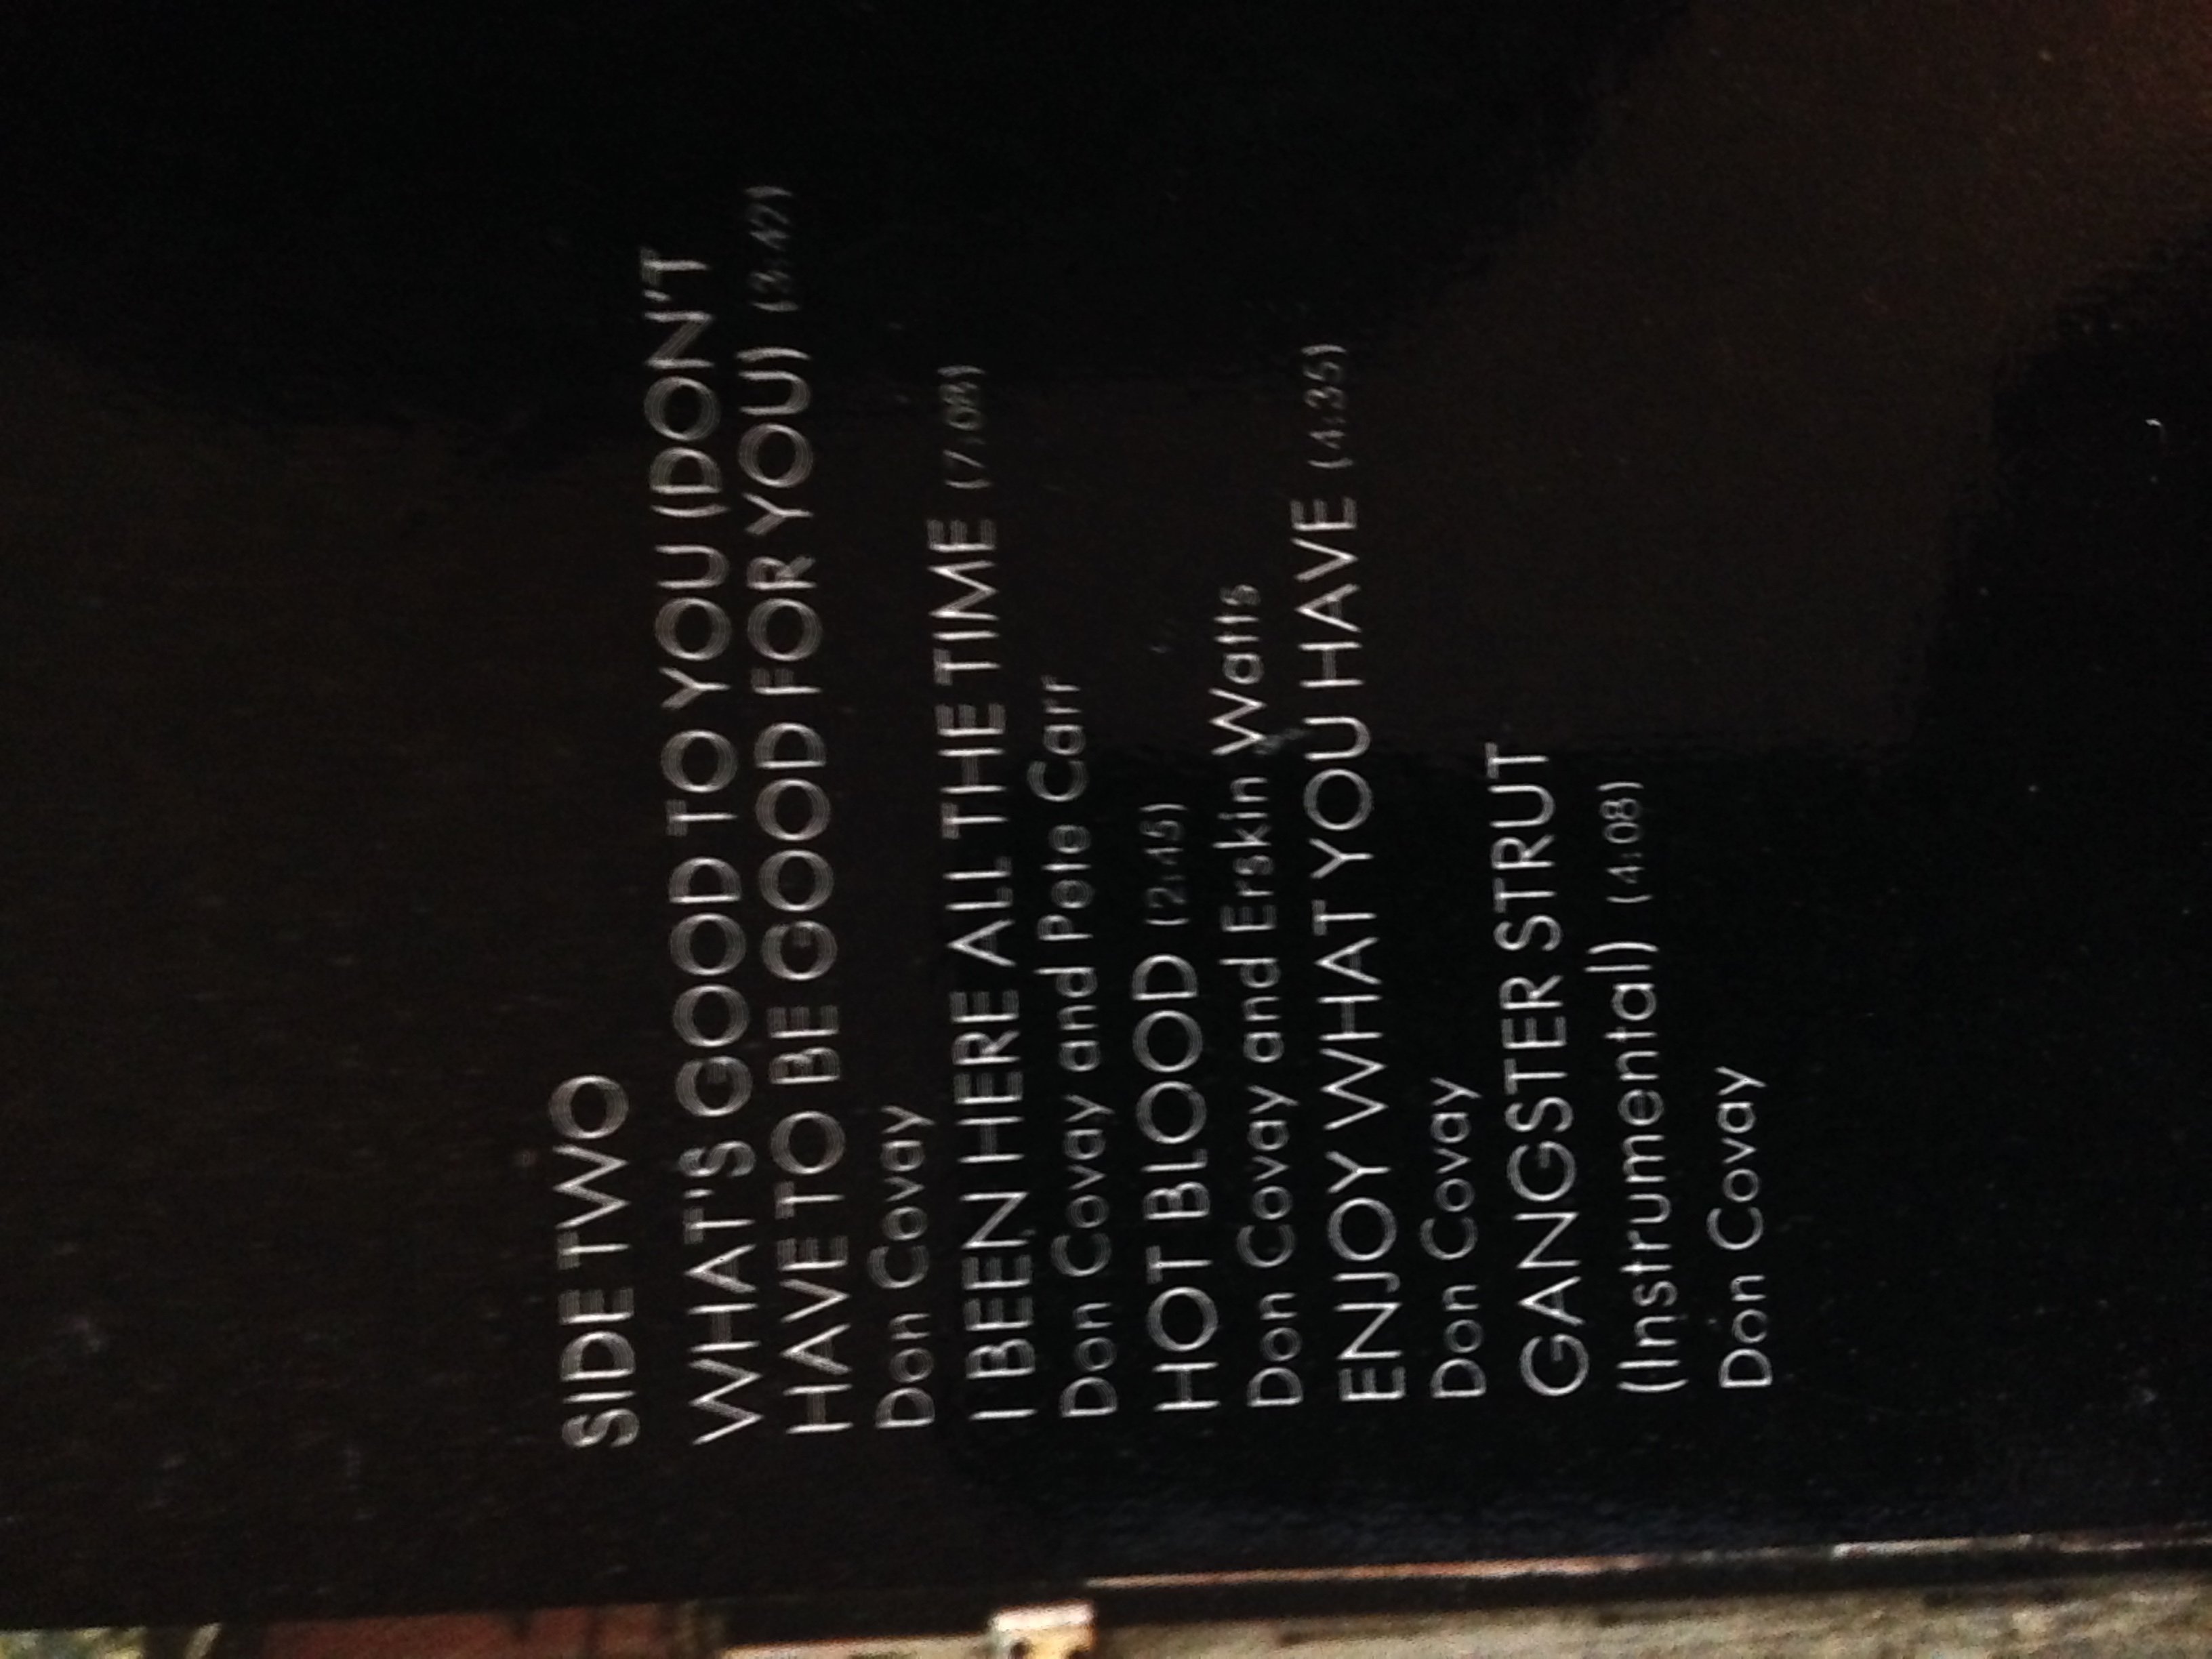 SIDE TWO
WHAT'S GOOD TO YOU (DON'T
HAVE TO BE GOOD FOR YOU) (3:42)
Don Covay
I BEEN HERE ALL THE TIME (7:08)
Don Covay and Pete Carr
HOT BLOOD (2:45)
Don Covay and Erskin Watts
ENJOY WHAT YOU HAVE (4:35)
Don Covay
GANGSTER STRUT
(Instrumental) (4:08)
Don Covay